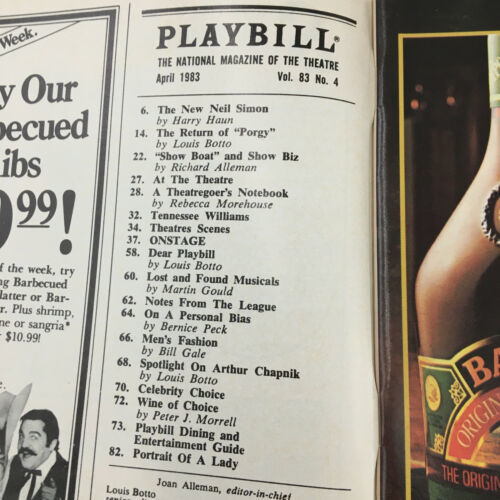 Week.
y Our
becued
ibs
9.99!
f the week, try
ng Barbecued
latter or Bar-
r. Plus shrimp,
ne or sangria*
$10.99!
PLAYBILL®
THE NATIONAL MAGAZINE OF THE THEATRE
April 1983 Vol. 83 No. 4
6. The New Neil Simon
by Harry Haun
14. The Return of "Porgy"
by Louis Botto
22. "Show Boat" and Show Biz
by Richard Alleman
27. At The Theatre
28. A Theatregoer's Notebook
by Rebecca Morehouse
32. Tennessee Williams
34. Theatres Scenes
37. ONSTAGE
58. Dear Playbill
by Louis Botto
60. Lost and Found Musicals
by Martin Gould
62. Notes From The League
64. On A Personal Bias
by Bernice Peck
66. Men's Fashion
by Bill Gale
68. Spotlight On Arthur Chapnik
by Louis Botto
70. Celebrity Choice
72. Wine of Choice
by Peter J. Morrell
73. Playbill Dining and
Entertainment Guide
82. Portrait Of A Lady
Joan Alleman, editor-in-chief
Louis Botto
BA
ORIGIN
THE ORIGIN